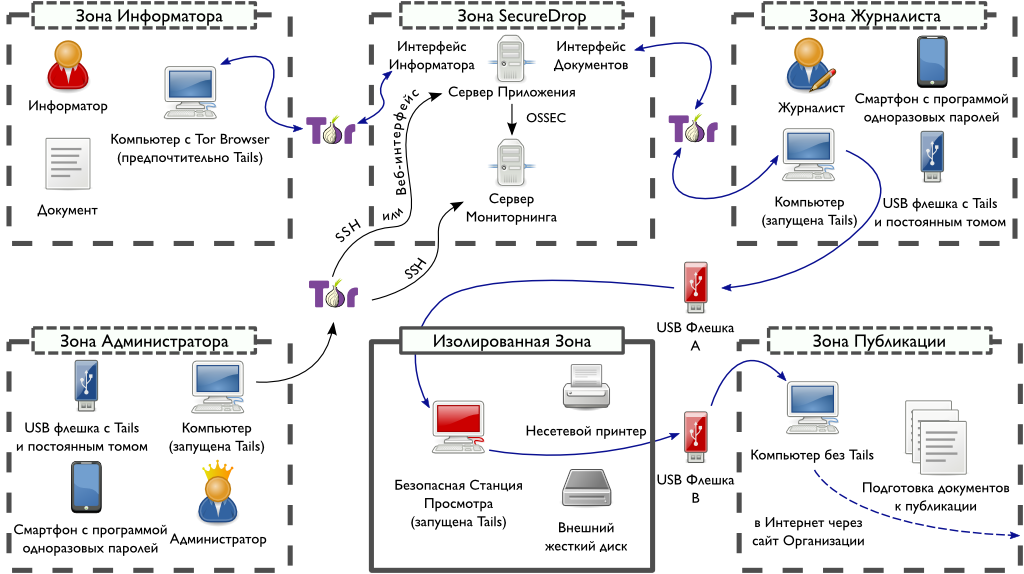 Зона Информатора
Информатор
Компьютер с Tor Browser
(предпочтительно Tails)
Документ
Tor
Зона SecureDrop
Интерфейс
Информатора
Интерфейс
Документов
Сервер Приложения
OSSEC
Сервер
Мониторнинга
SSH или Веб-интерфейс
SSH
Tor
Tor
Зона Журналиста
Журналист
Смартфон с программой
одноразовых паролей
Компьютер
(запущена Tails)
USB флешка с Tails
и постоянным томом
USB Флешка
A
Зона Администратора
USB флешка с Tails
и постоянным томом
Компьютер
(запущена Tails)
Смартфон с программой
одноразовых паролей
Администратор
Изолированная Зона
Несетевой принтер
Безопасная Станция
Просмотра
(запущена Tails)
Внешний
жесткий диск
USB Флешка
B
Зона Публикации
Компьютер без Tails
Подготовка документов
к публикации
в Интернет через
сайт Организации